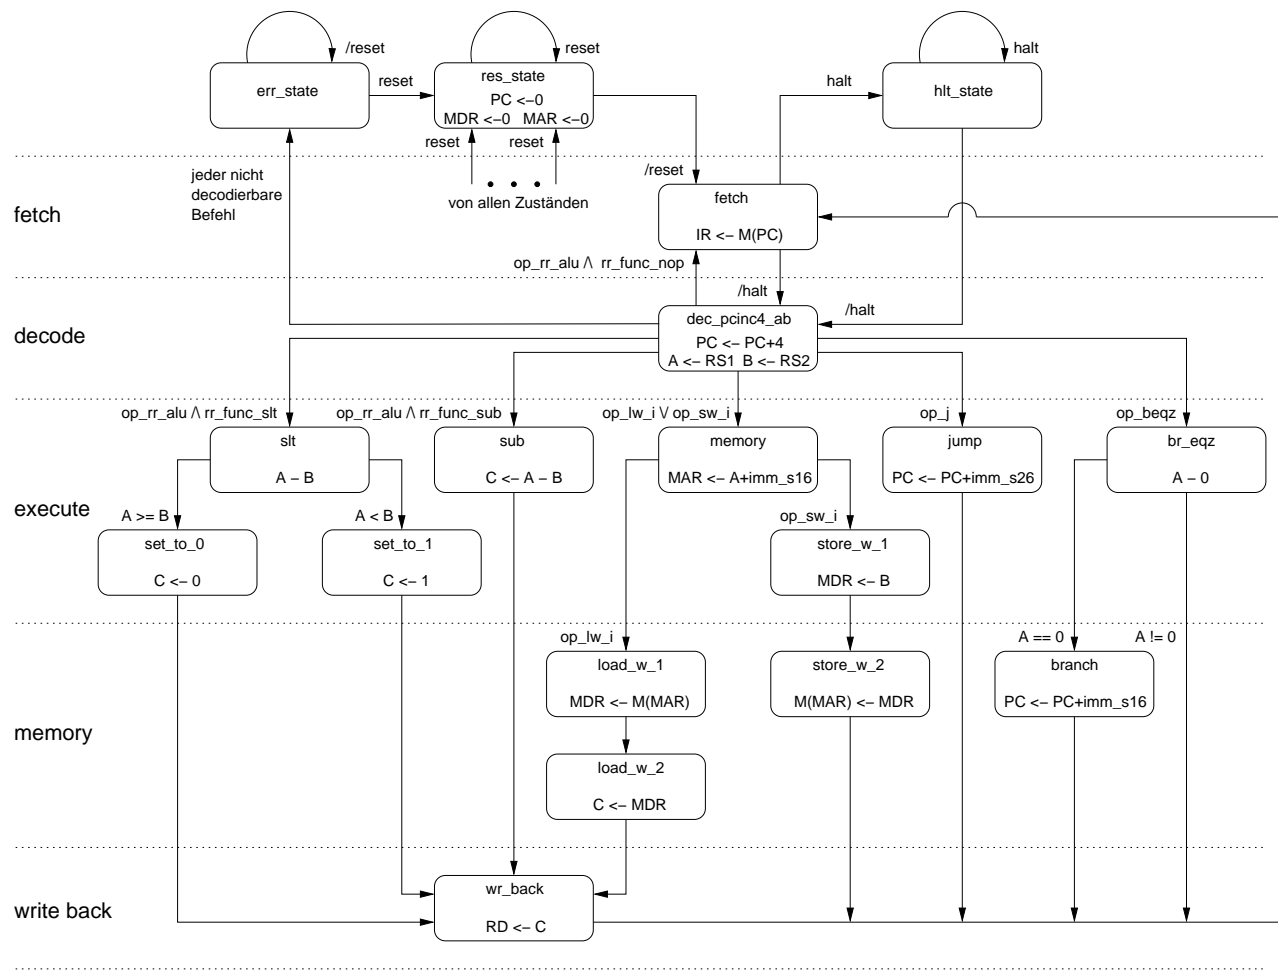 /reset
reset
halt
err_state
reset
res_state
PC <-0
MDR <-0 MAR <-0
halt
hlt_state
reset
reset
jeder nicht
decodierbare
Befehl
. . .
von allen Zuständen
/reset
fetch
fetch
IR <- M(PC)
op_rr_alu /\ rr_func_nop
/halt
/halt
decode
dec_pcinc4_ab
PC <- PC+4
A <- RS1 B <- RS2
op_rr_alu /\ rr_func_slt
op_rr_alu /\ rr_func_sub
op_lw_i \/ op_sw_i
op_j
op_beqz
slt
A - B
sub
C <- A - B
memory
MAR <- A+imm_s16
jump
PC <- PC+imm_s26
br_eqz
A - 0
execute
A >= B
A < B
op_sw_i
set_to_0
C <- 0
set_to_1
C <- 1
store_w_1
MDR <- B
op_lw_i
A == 0
A != 0
load_w_1
MDR <- M(MAR)
store_w_2
M(MAR) <- MDR
branch
PC <- PC+imm_s16
memory
load_w_2
C <- MDR
write back
wr_back
RD <- C